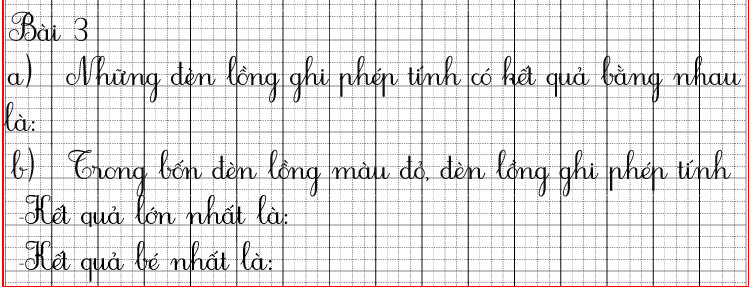 Bài 3
a) Những đèn lồng ghi phép tính có kết quả bằng nhau
là:
b) Trong bốn đèn lồng màu đỏ, đèn lồng ghi phép tính
-Kết quả lớn nhất là:
-Kết quả bé nhất là: